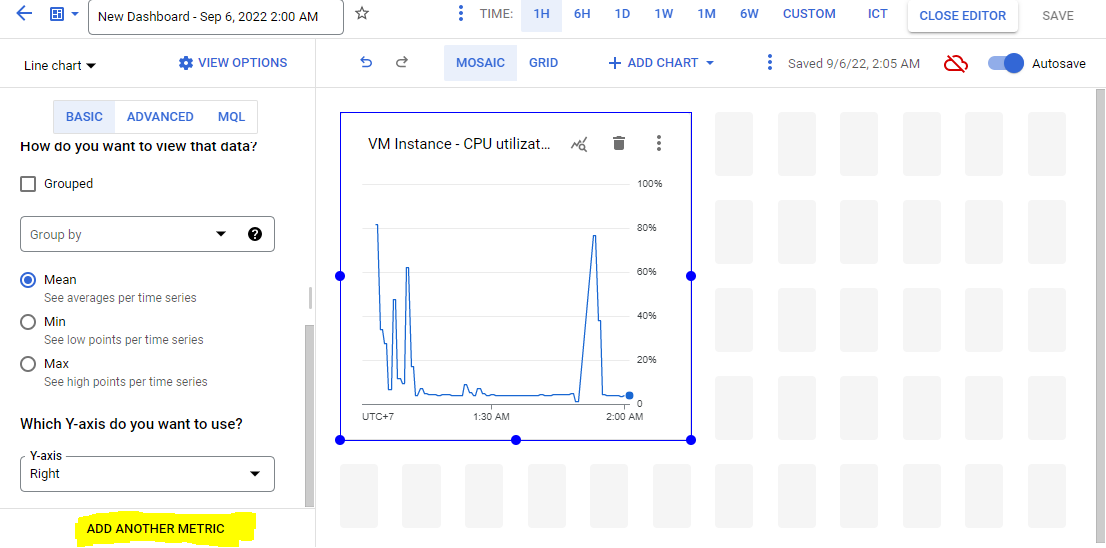 New Dashboard - Sep 6, 2022 2:00 AM
TIME:
1H
6H
1D
1W
1M
6W
CUSTOM
ICT
CLOSE EDITOR
SAVE
Line chart
VIEW OPTIONS
MOSAIC
GRID
ADD CHART
Saved 9/6/22, 2:05 AM
Autosave
BASIC
ADVANCED
MQL
How do you want to view that data?
Grouped
Group by
Mean
See averages per time series
Min
See low points per time series
Max
See high points per time series
Which Y-axis do you want to use?
Y-axis
Right
ADD ANOTHER METRIC
VM Instance - CPU utilizat...
100%
80%
60%
40%
20%
0
UTC+7
1:30 AM
2:00 AM